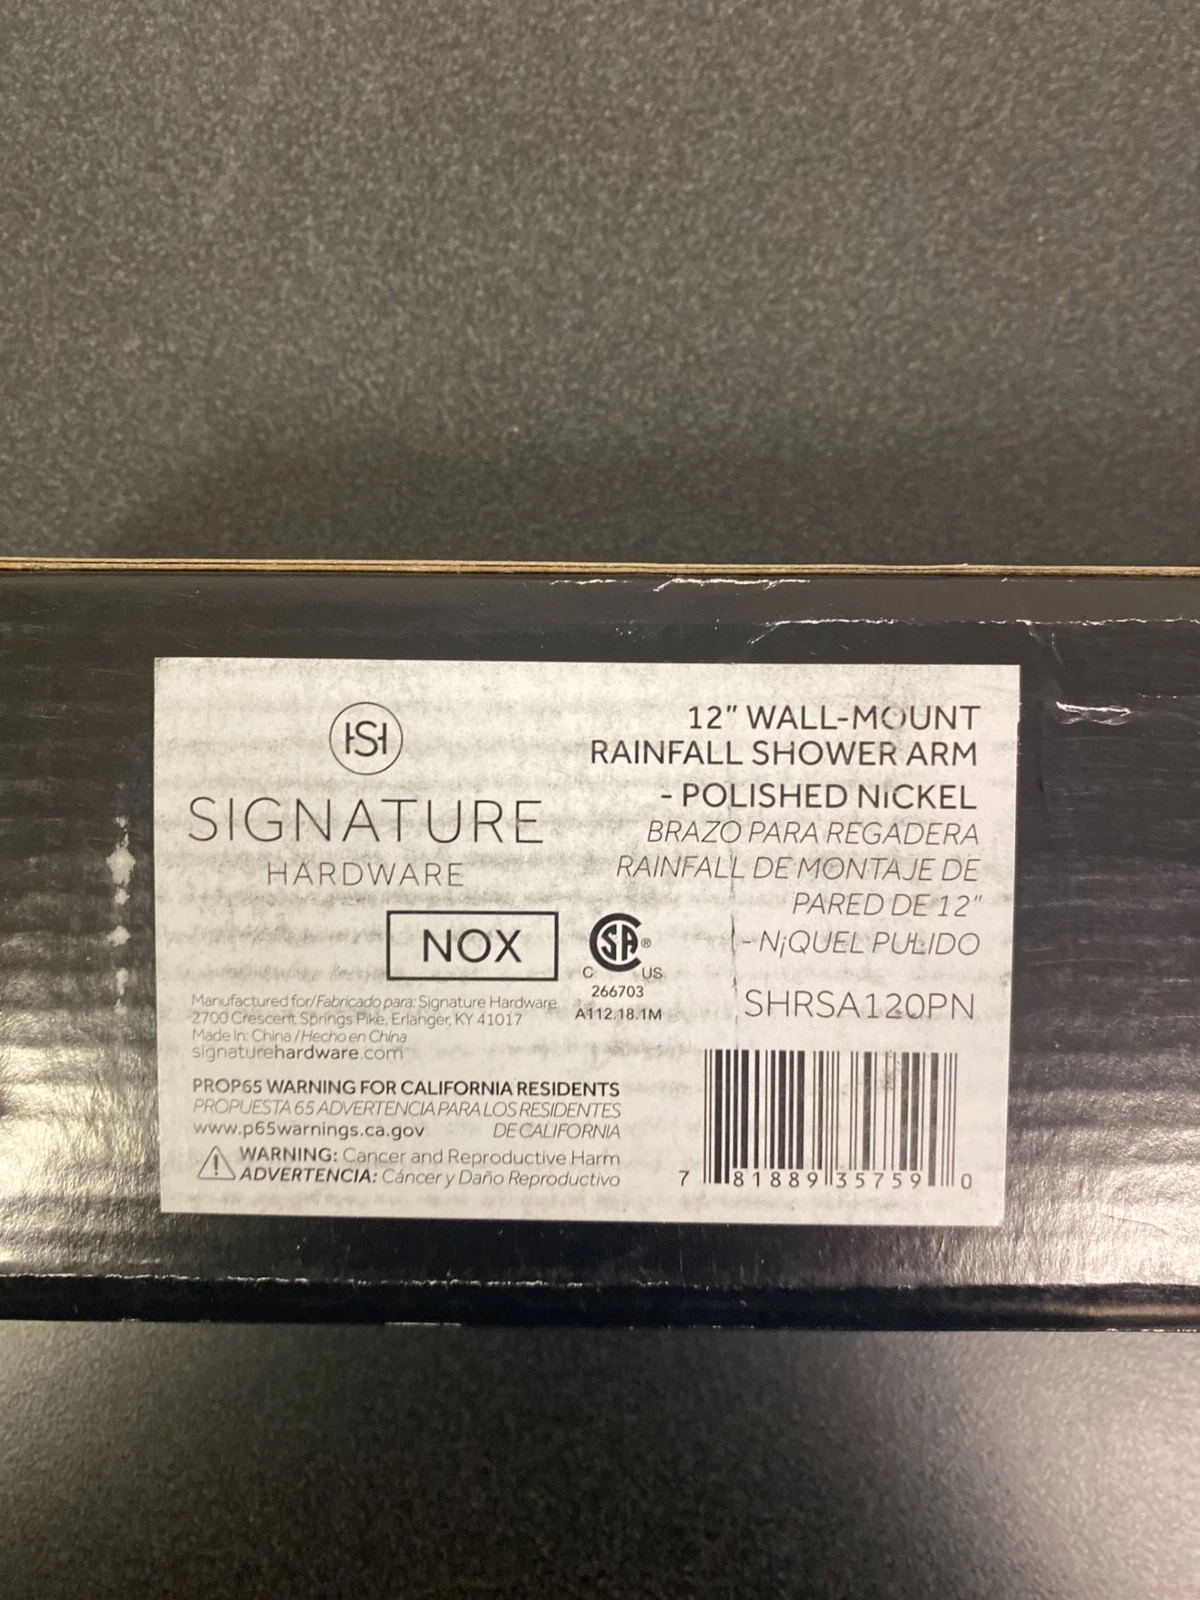 HSH
SIGNATURE
HARDWARE
NOX
SA®
C US
266703
A112.18.1M
Manufactured for/Fabricado para: Signature Hardware
2700 Crescent Springs Pike, Erlanger, KY 41017
Made In: China / Hecho en China
signaturehardware.com
PROP65 WARNING FOR CALIFORNIA RESIDENTS
PROPUESTA 65 ADVERTENCIA PARA LOS RESIDENTES
www.p65warnings.ca.gov DE CALIFORNIA
WARNING: Cancer and Reproductive Harm
ADVERTENCIA: Cáncer y Daño Reproductivo
12" WALL-MOUNT
RAINFALL SHOWER ARM
- POLISHED NiCKEL
BRAZO PARA REGADERA
RAINFALL DE MONTAJE DE
PARED DE 12"
- N¡QUEL PULIDO
SHRSA120PN
7 81889 35759 0